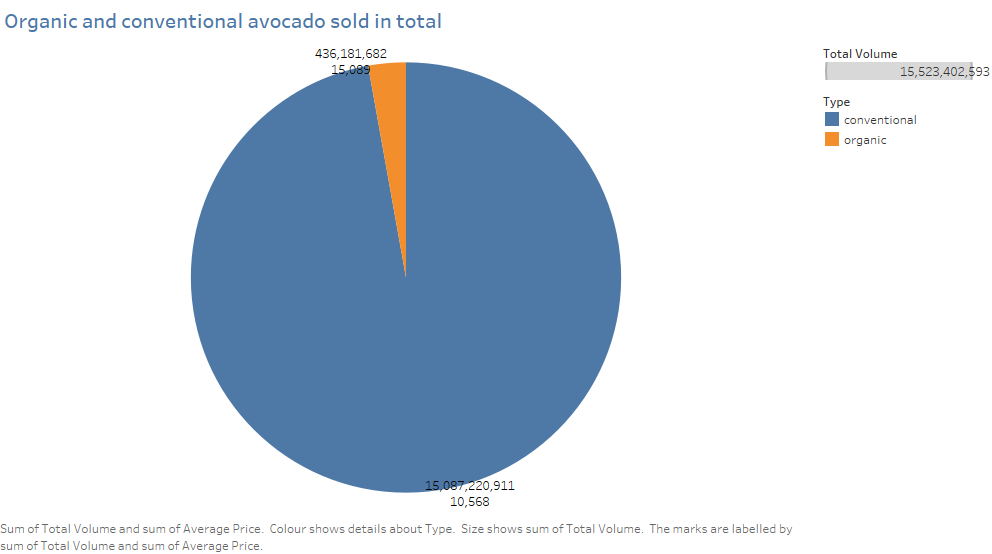 Organic and conventional avocado sold in total
436,181,682
15,089
15,087,220,911
10,568
Total Volume
15,523,402,593
Type
conventional
organic
Sum of Total Volume and sum of Average Price.  Colour shows details about Type.  Size shows sum of Total Volume.  The marks are labelled by
sum of Total Volume and sum of Average Price.